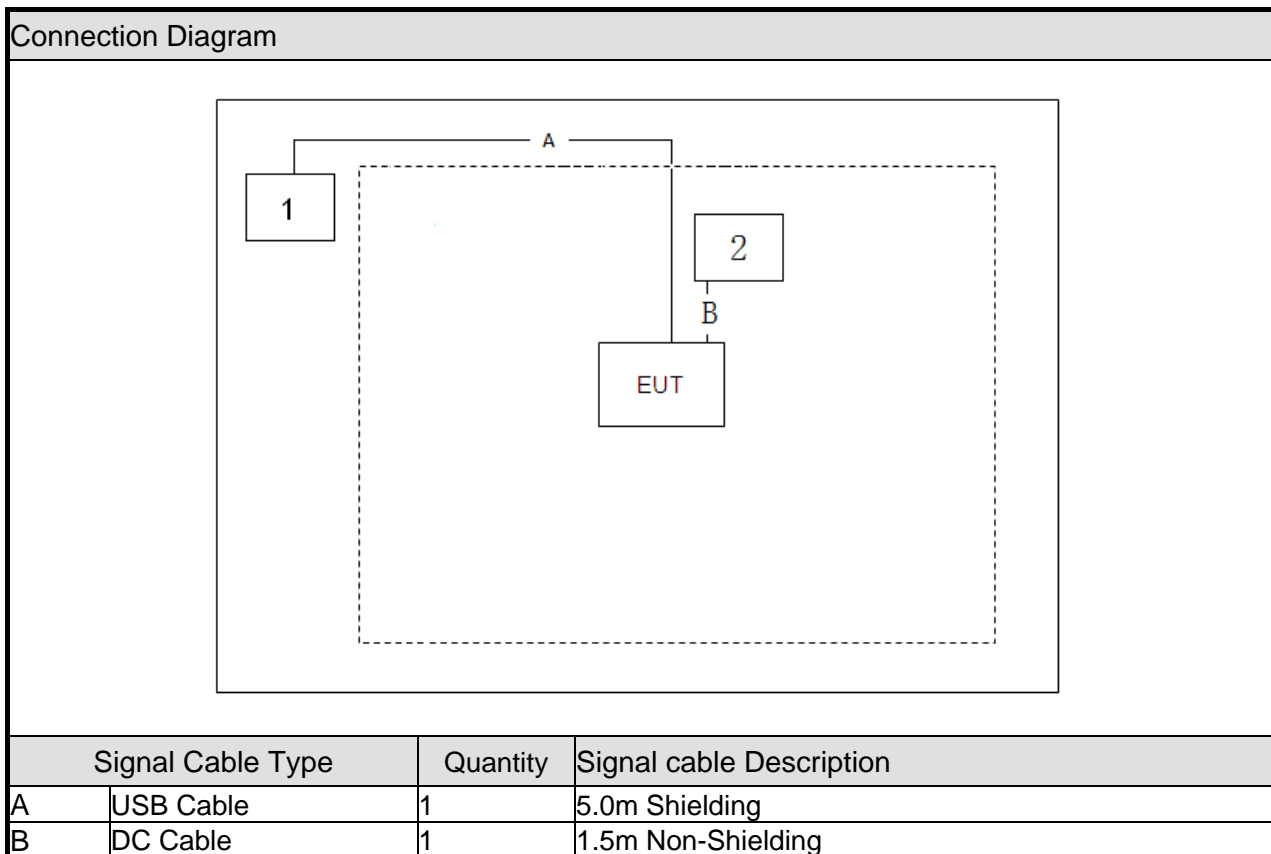 Connection Diagram
A
1
2
B
EUT
Signal Cable Type Quantity Signal cable Description
A USB Cable 1 5.0m Shielding
B DC Cable 1 1.5m Non-Shielding